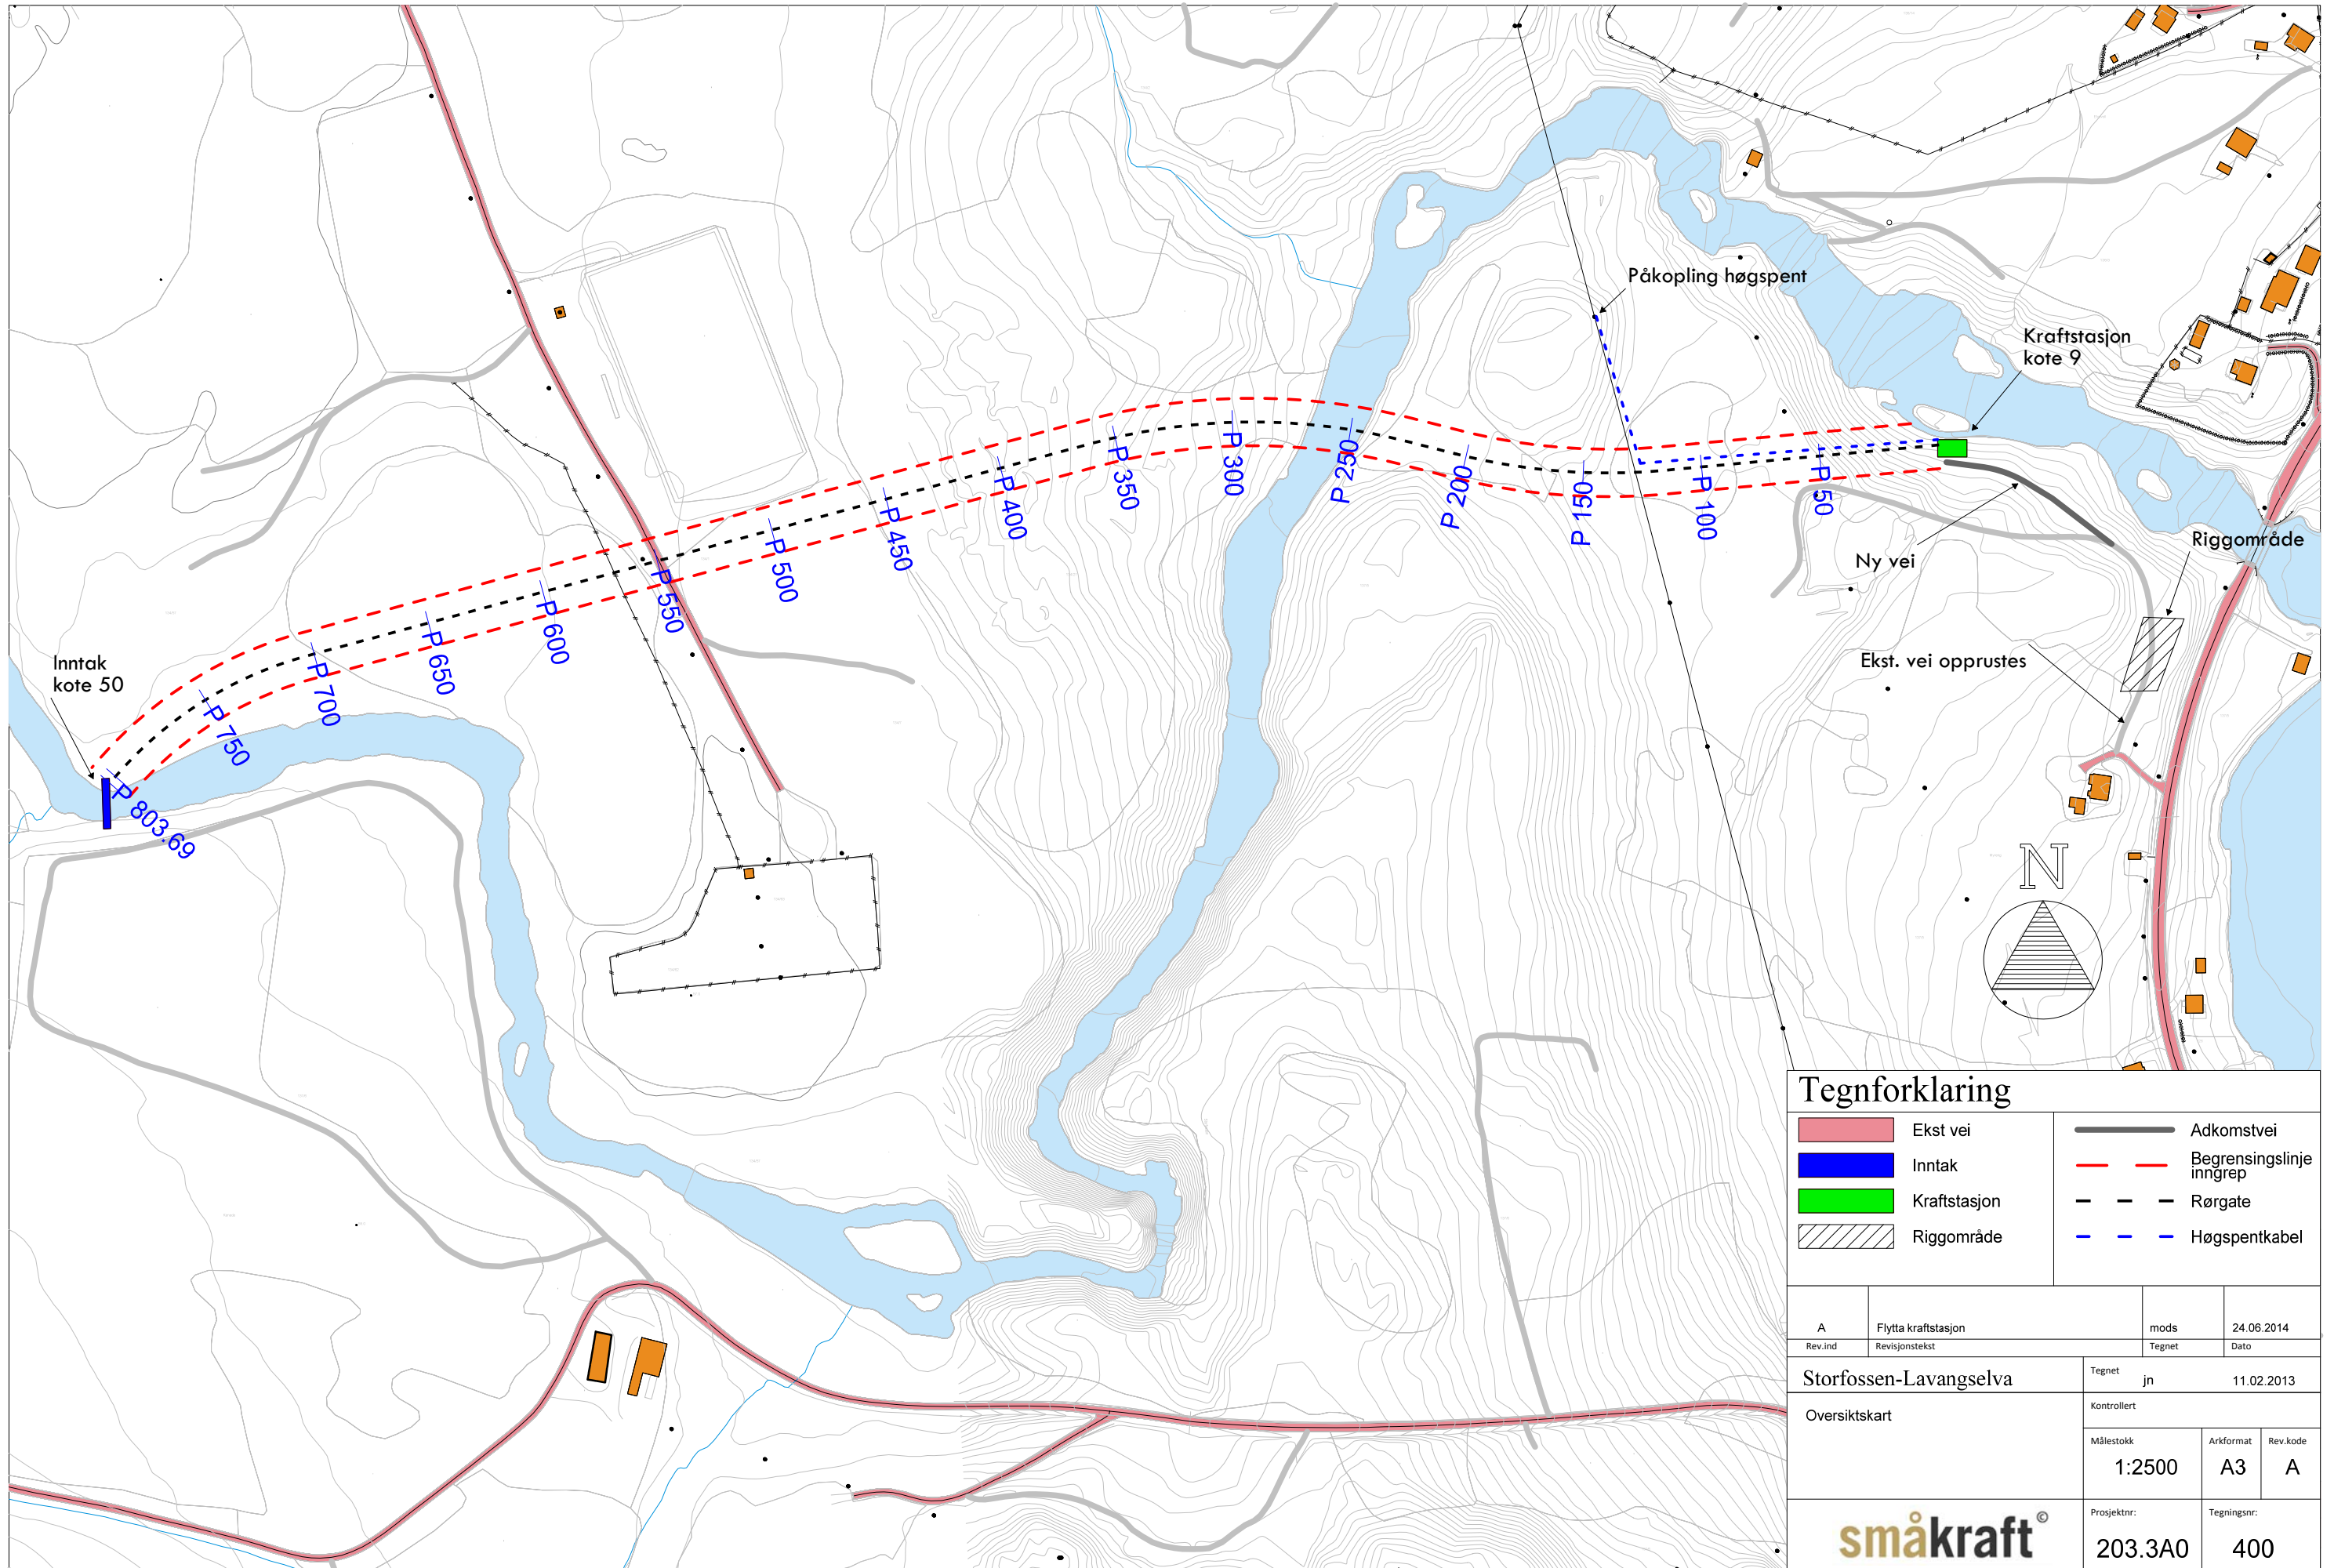 Påkopling høgspent
Kraftstasjon
kote 9
Ny vei
Riggområde
Ekst. vei opprustes
Inntak
kote 50
P 803.69
P 750
P 700
P 650
P 600
P 550
P 500
P 450
P 400
P 350
P 300
P 250
P 200
P 150
P 100
P 50
N
Tegnforklaring
Ekst vei
Inntak
Kraftstasjon
Riggområde
Adkomstvei
Begrensingslinje
inngrep
Rørgate
Høgspentkabel
A Flytta kraftstasjon mods 24.06.2014
Rev.ind Revisjonstekst Tegnet Dato
Storfossen-Lavangselva
Tegnet
jn 11.02.2013
Oversiktskart
Kontrollert
Målestokk Arkformat Rev.kode
1:2500 A3 A
småkraft©
Prosjektnr: Tegningsnr:
203.3A0 400